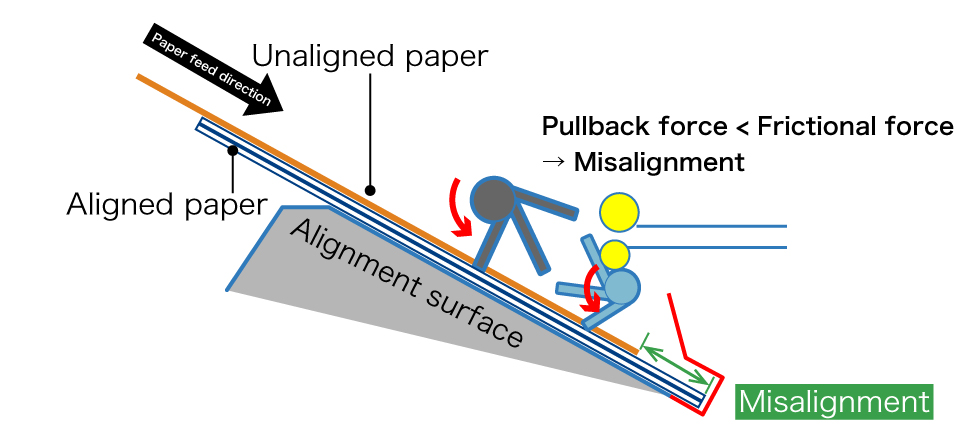 Paper feed direction
Unaligned paper
Pullback force < Frictional force
→ Misalignment
Aligned paper
Alignment surface
Misalignment